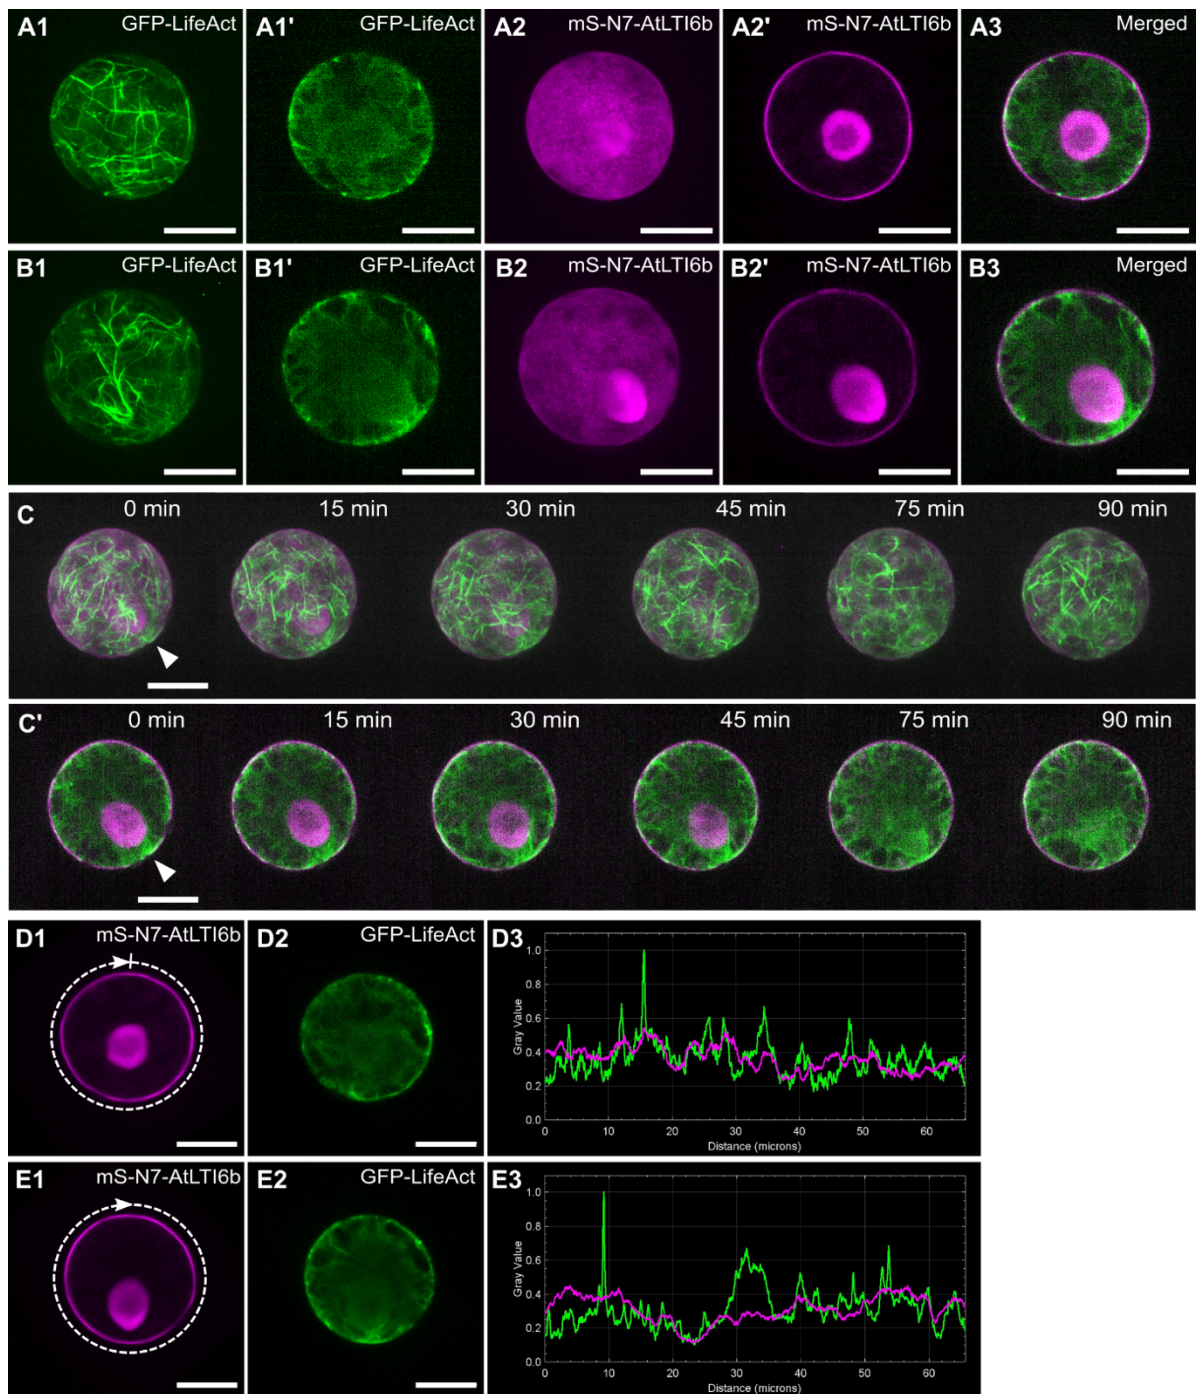 A1 GFP-LifeAct A1' GFP-LifeAct A2 mS-N7-AtLTI6b A2' mS-N7-AtLTI6b A3 Merged
B1 GFP-LifeAct B1' GFP-LifeAct B2 mS-N7-AtLTI6b B2' mS-N7-AtLTI6b B3 Merged
C 0 min 15 min 30 min 45 min 75 min 90 min
C' 0 min 15 min 30 min 45 min 75 min 90 min
D1 mS-N7-AtLTI6b D2 GFP-LifeAct D3
1.0
0.8
0.6
0.4
0.2
0.0
Gray Value
0 10 20 30 40 50 60
Distance (microns)
E1 mS-N7-AtLTI6b E2 GFP-LifeAct E3
1.0
0.8
0.6
0.4
0.2
0.0
Gray Value
0 10 20 30 40 50 60
Distance (microns)